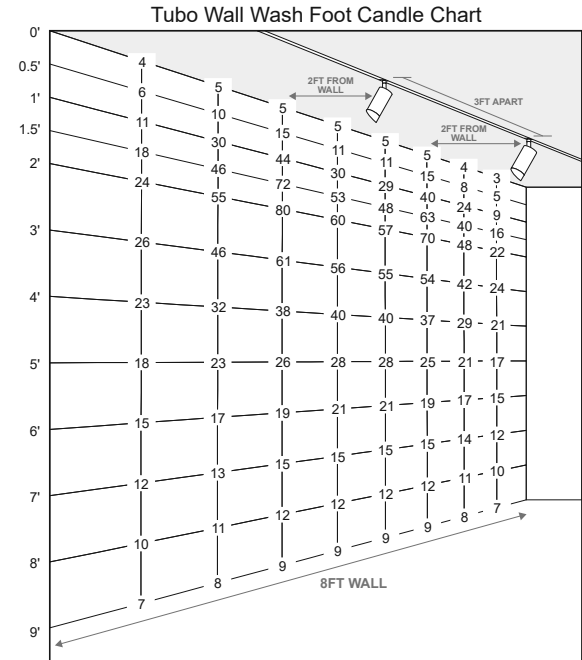 Tubo Wall Wash Foot Candle Chart
2FT FROM
WALL
3FT APART
2FT FROM
WALL
0' 4 5 5 5 5 5 4 3
0.5' 6 10 15 11 11 15 8 5
1' 11 30 44 30 29 40 24 9
1.5' 18 46 72 53 48 63 40 16
2' 24 55 80 60 57 70 48 22
3' 26 46 61 56 55 54 42 24
4' 23 32 38 40 40 37 29 21
5' 18 23 26 28 28 25 21 17
6' 15 17 19 21 21 19 17 15
7' 12 13 15 15 15 15 14 12
8' 10 11 12 12 12 12 11 10
9' 7 8 9 9 9 9 8 7
8FT WALL